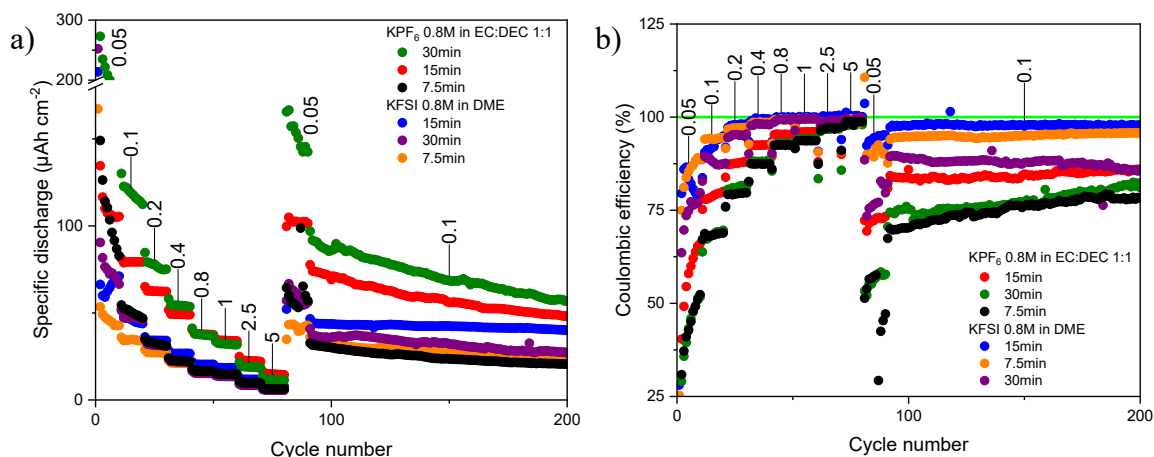 a)
300
200
100
0
0
100
200
Specific discharge (µAh cm⁻²)
Cycle number
0.05
0.1
0.2
0.4
0.8
1
2.5
5
0.05
0.1
KPF₆ 0.8M in EC:DEC 1:1
30min
15min
7.5min
KFSI 0.8M in DME
15min
30min
7.5min
b)
125
100
75
50
25
0
100
200
Coulombic efficiency (%)
Cycle number
0.05
0.1
0.2
0.4
0.8
1
2.5
5
0.05
0.1
KPF₆ 0.8M in EC:DEC 1:1
15min
30min
7.5min
KFSI 0.8M in DME
15min
7.5min
30min